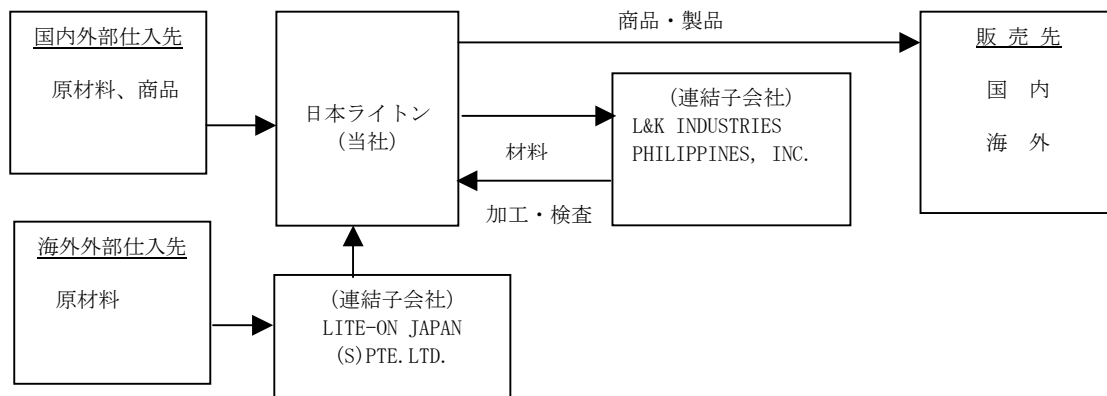 国内外部仕入先
原材料、商品
日本ライトン
(当社)
商品・製品
(連結子会社)
L&K INDUSTRIES
PHILIPPINES, INC.
材料
加工・検査
販 売 先
国 内
海 外
海外外部仕入先
原材料
(連結子会社)
LITE-ON JAPAN
(S)PTE.LTD.